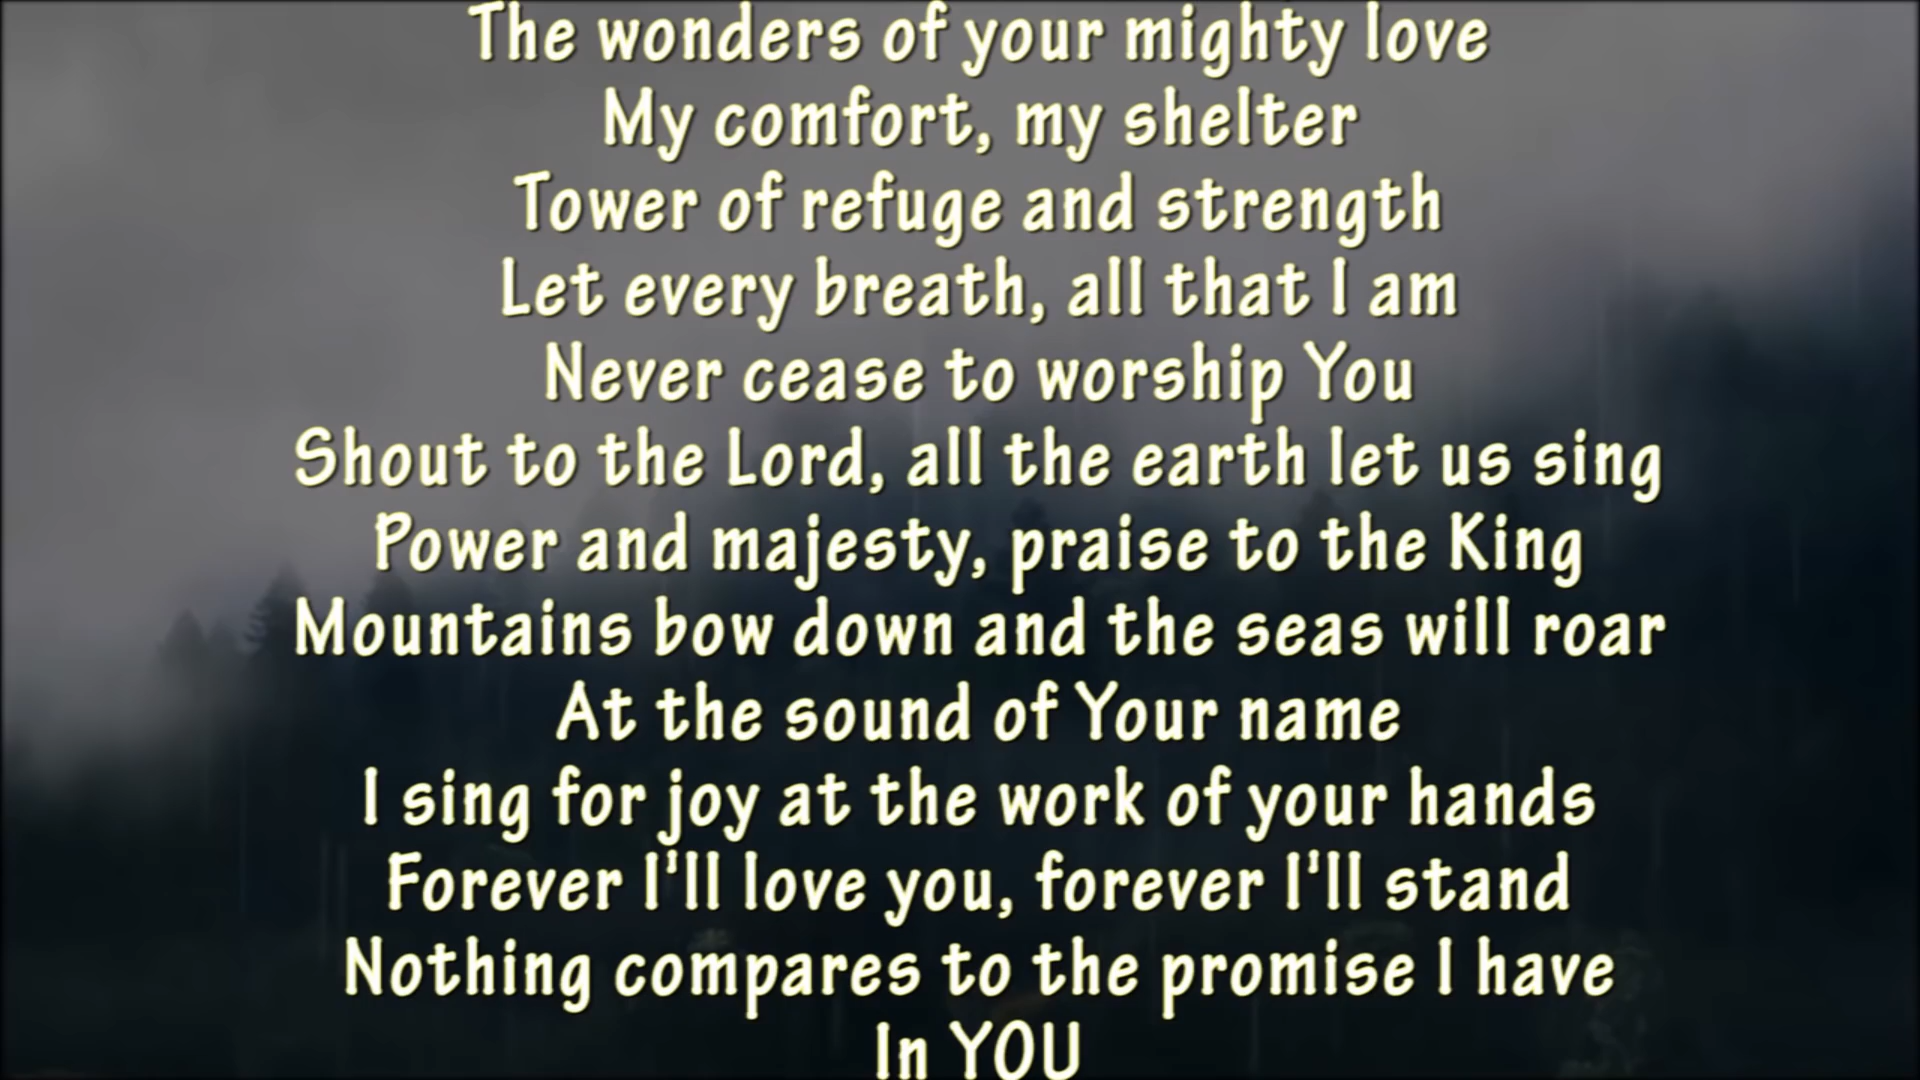 The wonders of your mighty love
My comfort, my shelter
Tower of refuge and strength
Let every breath, all that I am
Never cease to worship You
Shout to the Lord, all the earth let us sing
Power and majesty, praise to the King
Mountains bow down and the seas will roar
At the sound of Your name
I sing for joy at the work of your hands
Forever I'll love you, forever I'll stand
Nothing compares to the promise I have
In YOU